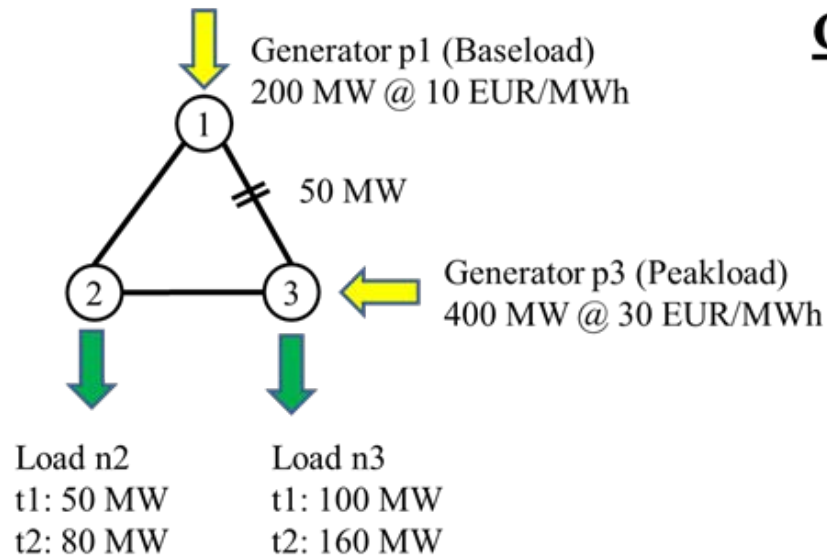 Generator p1 (Baseload)
200 MW @ 10 EUR/MWh
1
50 MW
2
3
Generator p3 (Peakload)
400 MW @ 30 EUR/MWh
Load n2
t1: 50 MW
t2: 80 MW
Load n3
t1: 100 MW
t2: 160 MW